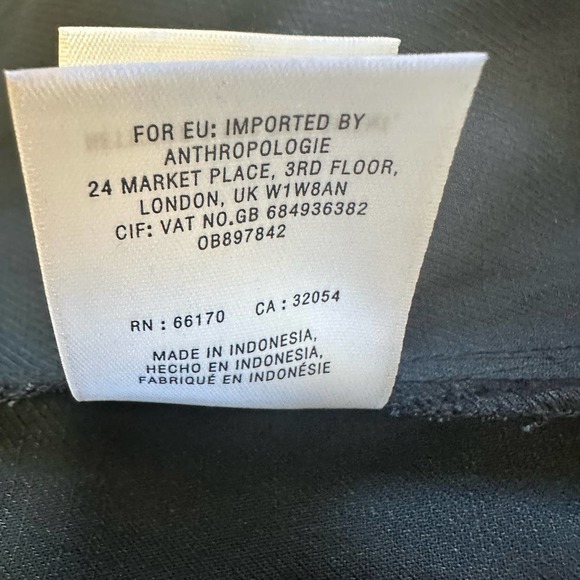 FOR EU: IMPORTED BY
ANTHROPOLOGIE
24 MARKET PLACE, 3RD FLOOR,
LONDON, UK W1W8AN
CIF: VAT NO.GB 684936382
OB897842
RN : 66170 CA : 32054
MADE IN INDONESIA,
HECHO EN INDONESIA,
FABRIQUÉ EN INDONÉSIE